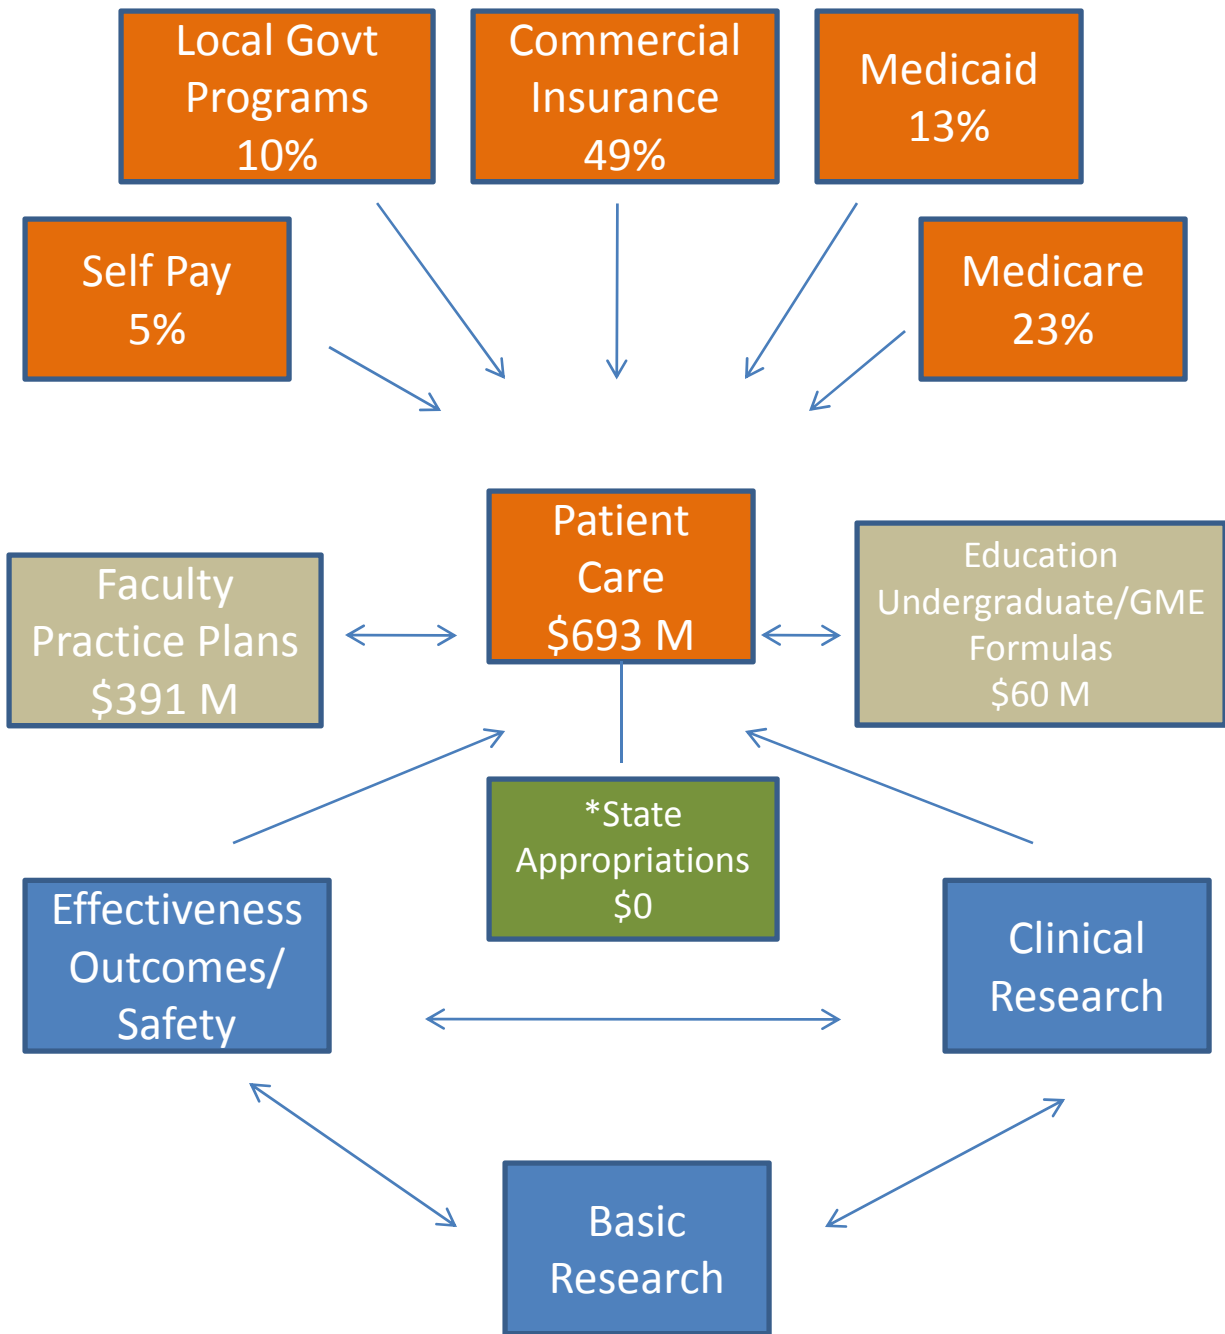 Local Govt
Programs
10%
Commercial
Insurance
49%
Medicaid
13%
Self Pay
5%
Medicare
23%
Patient
Care
$693 M
Faculty
Practice Plans
$391 M
Education
Undergraduate/GME
Formulas
$60 M
*State
Appropriations
$0
Effectiveness
Outcomes/
Safety
Clinical
Research
Basic
Research